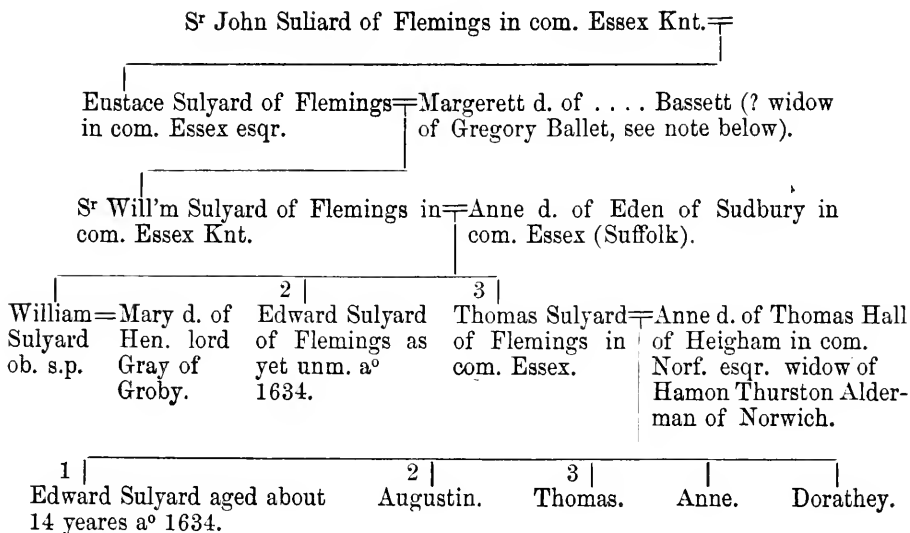 Sr John Suliard of Flemings in com. Essex Knt.
Eustace Sulyard of Flemings
in com. Essex esqr.
Margerett d. of .... Bassett (? widow
of Gregory Ballet, see note below).
Sr Will'm Sulyard of Flemings in
com. Essex Knt.
Anne d. of Eden of Sudbury in
com. Essex (Suffolk).
William
Sulyard
ob. s.p.
Mary d. of
Hen. lord
Gray of
Groby.
2
Edward Sulyard
of Flemings as
yet unm. ao
1634.
3
Thomas Sulyard
of Flemings in
com. Essex.
Anne d. of Thomas Hall
of Heigham in com.
Norf. esqr. widow of
Hamon Thurston Alder-
man of Norwich.
1
Edward Sulyard aged about
14 yeares ao 1634.
2
Augustin.
3
Thomas.
Anne.
Dorathey.